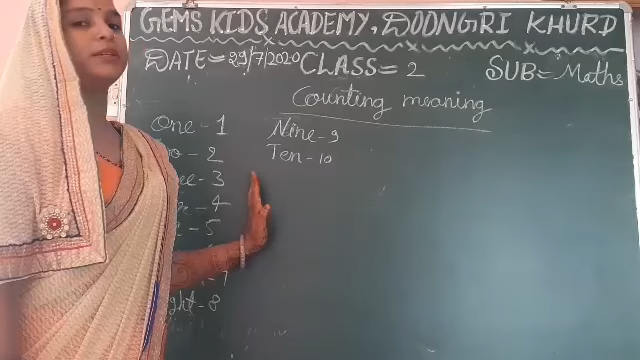 GEMS KIDS ACADEMY, DOONGRI KHURD
DATE=29/7/2020 CLASS= 2 SUB= Maths
Counting meaning
One - 1
- 2
- 3
- 4
- 5
- 7
- 8
Nine - 9
Ten - 10